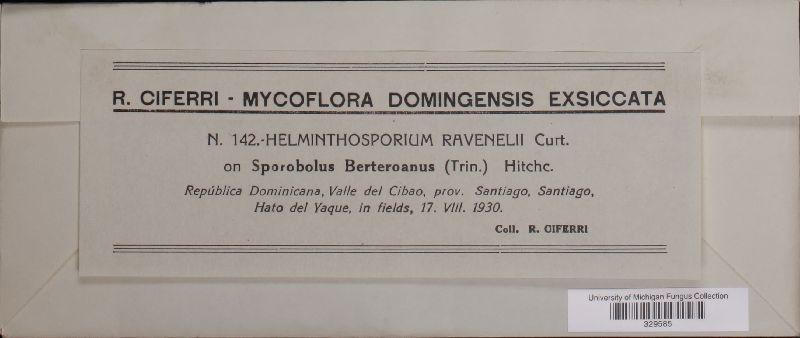 R. CIFERRI - MYCOFLORA DOMINGENSIS EXSICCATA
N. 142.-HELMINTHOSPORIUM RAVENELII Curt.
on Sporobolus Berteroanus (Trin.) Hitchc.
República Dominicana, Valle del Cibao, prov. Santiago, Santiago,
Hato del Yaque, in fields, 17. VIII. 1930.
Coll. R. CIFERRI
University of Michigan Fungus Collection
329585